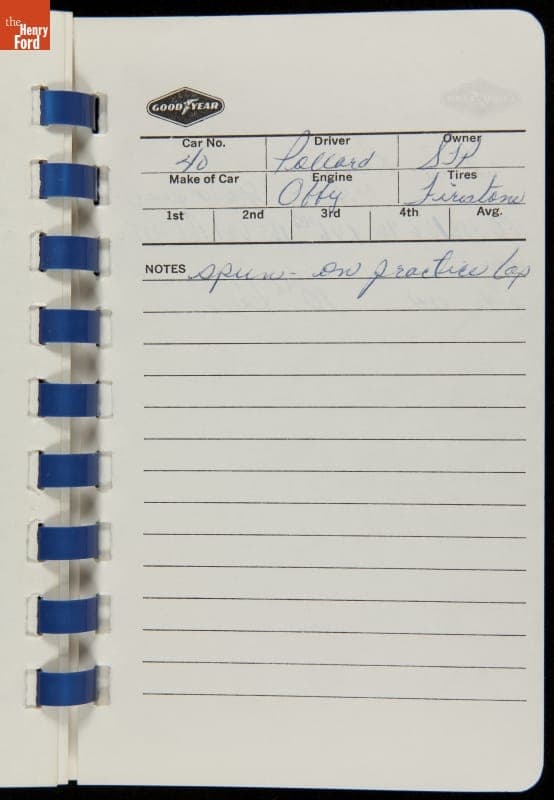 the Henry Ford
GOODYEAR
Car No. Driver Owner
40 Pollard STP
Make of Car Engine Tires
Offy Firestone
1st 2nd 3rd 4th Avg.
NOTES spun - on practice lap